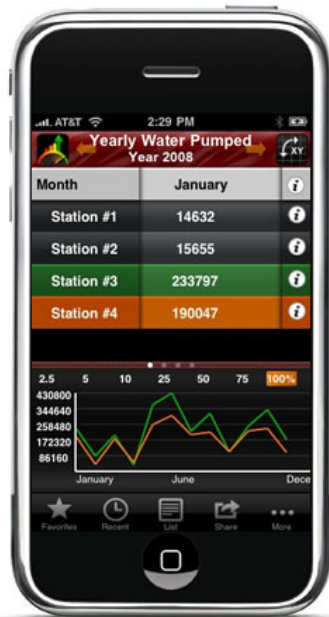 AT&T 2:29 PM
Yearly Water Pumped
Year 2008
XY
Month January i
Station #1 14632 i
Station #2 15655 i
Station #3 233797 i
Station #4 190047 i
2.5 5 10 25 50 75 100%
430800
344640
258480
172320
86160
January June Dece
Favorites Recent List Share More